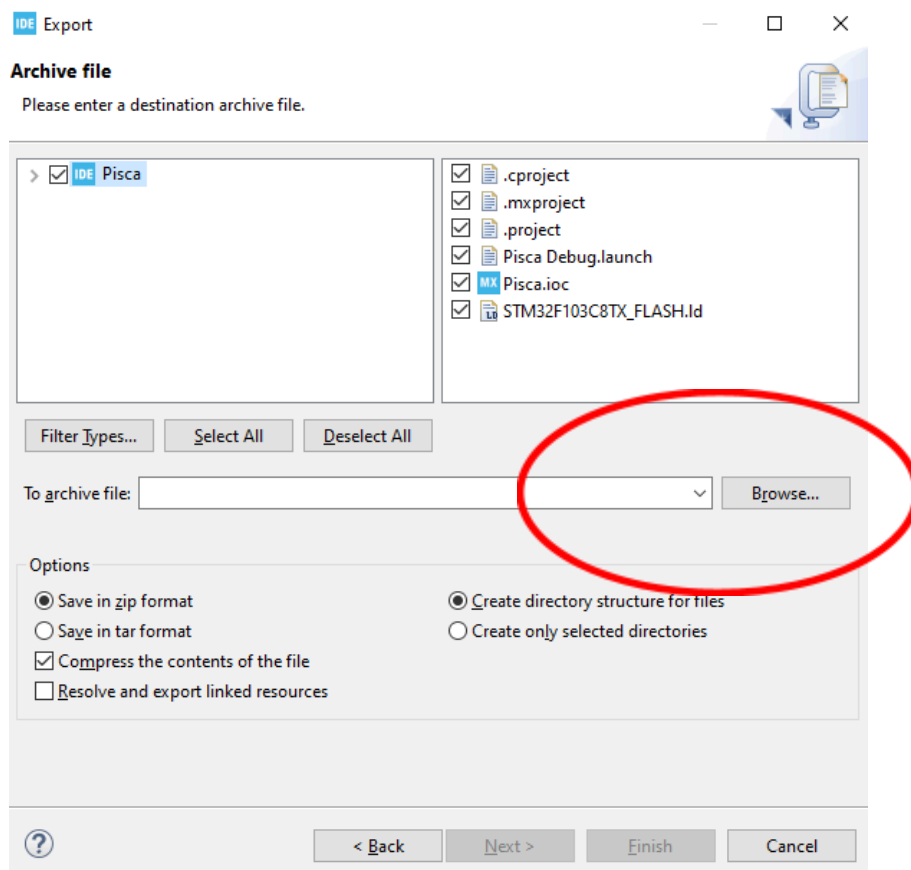 IDE Export
Archive file
Please enter a destination archive file.
IDE Pisca
.cproject
.mxproject
.project
Pisca Debug.launch
MX Pisca.ioc
LD STM32F103C8TX_FLASH.ld
Filter Types... Select All Deselect All
To archive file: Browse...
Options
Save in zip format
Save in tar format
Compress the contents of the file
Resolve and export linked resources
Create directory structure for files
Create only selected directories
? < Back Next > Finish Cancel